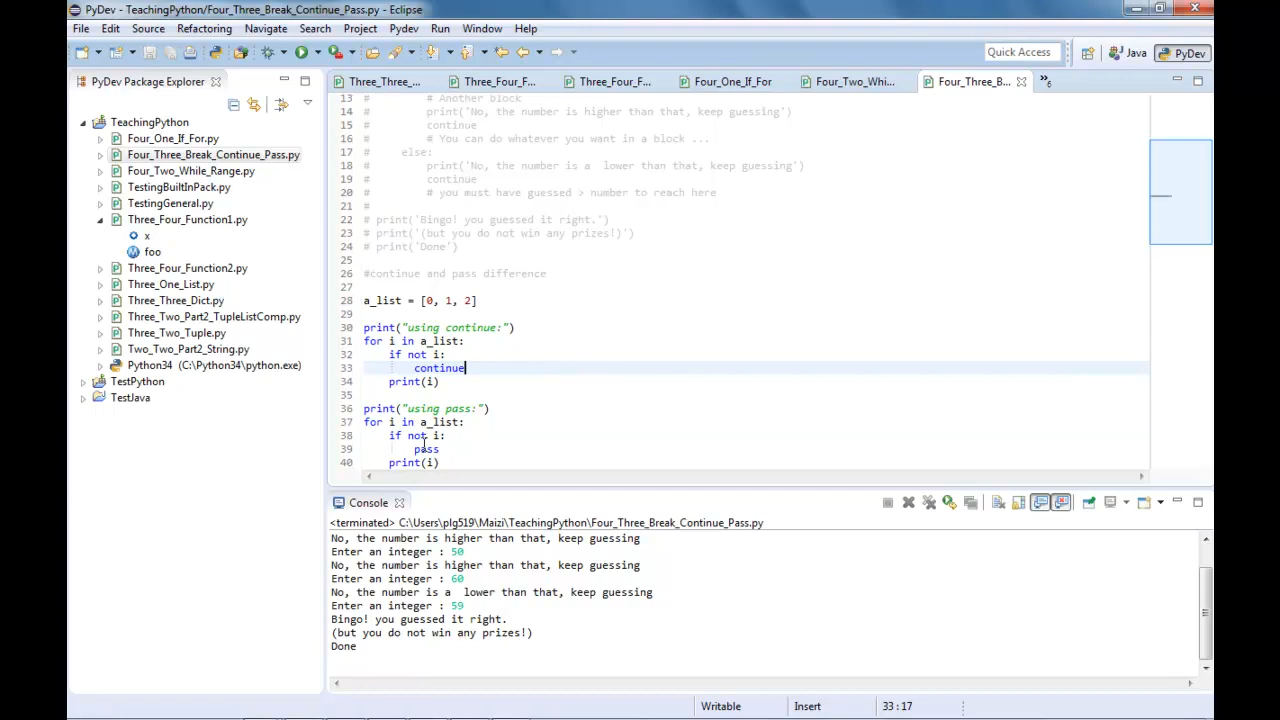 PyDev - TeachingPython/Four_Three_Break_Continue_Pass.py - Eclipse
File Edit Source Refactoring Navigate Search Project Pydev Run Window Help
Quick Access Java PyDev
PyDev Package Explorer
TeachingPython
Four_One_If_For.py
Four_Three_Break_Continue_Pass.py
Four_Two_While_Range.py
TestingBuiltInPack.py
TestingGeneral.py
Three_Four_Function1.py
x
foo
Three_Four_Function2.py
Three_One_List.py
Three_Three_Dict.py
Three_Two_Part2_TupleListComp.py
Three_Two_Tuple.py
Two_Two_Part2_String.py
Python34 (C:\Python34\python.exe)
TestPython
TestJava
Three_Three_... Three_Four_F... Three_Four_F... Four_One_If_For Four_Two_Whi... Four_Three_B... »6
13 # # Another block
14 # print('No, the number is higher than that, keep guessing')
15 # continue
16 # # You can do whatever you want in a block ...
17 # else:
18 # print('No, the number is a  lower than that, keep guessing')
19 # continue
20 # # you must have guessed > number to reach here
21 #
22 # print('Bingo! you guessed it right.')
23 # print('(but you do not win any prizes!)')
24 # print('Done')
25
26 #continue and pass difference
27
28 a_list = [0, 1, 2]
29
30 print("using continue:")
31 for i in a_list:
32 if not i:
33 continue
34 print(i)
35
36 print("using pass:")
37 for i in a_list:
38 if not i:
39 pass
40 print(i)
Console
<terminated> C:\Users\plg519\Maizi\TeachingPython\Four_Three_Break_Continue_Pass.py
No, the number is higher than that, keep guessing
Enter an integer : 50
No, the number is higher than that, keep guessing
Enter an integer : 60
No, the number is a  lower than that, keep guessing
Enter an integer : 59
Bingo! you guessed it right.
(but you do not win any prizes!)
Done
Writable Insert 33 : 17